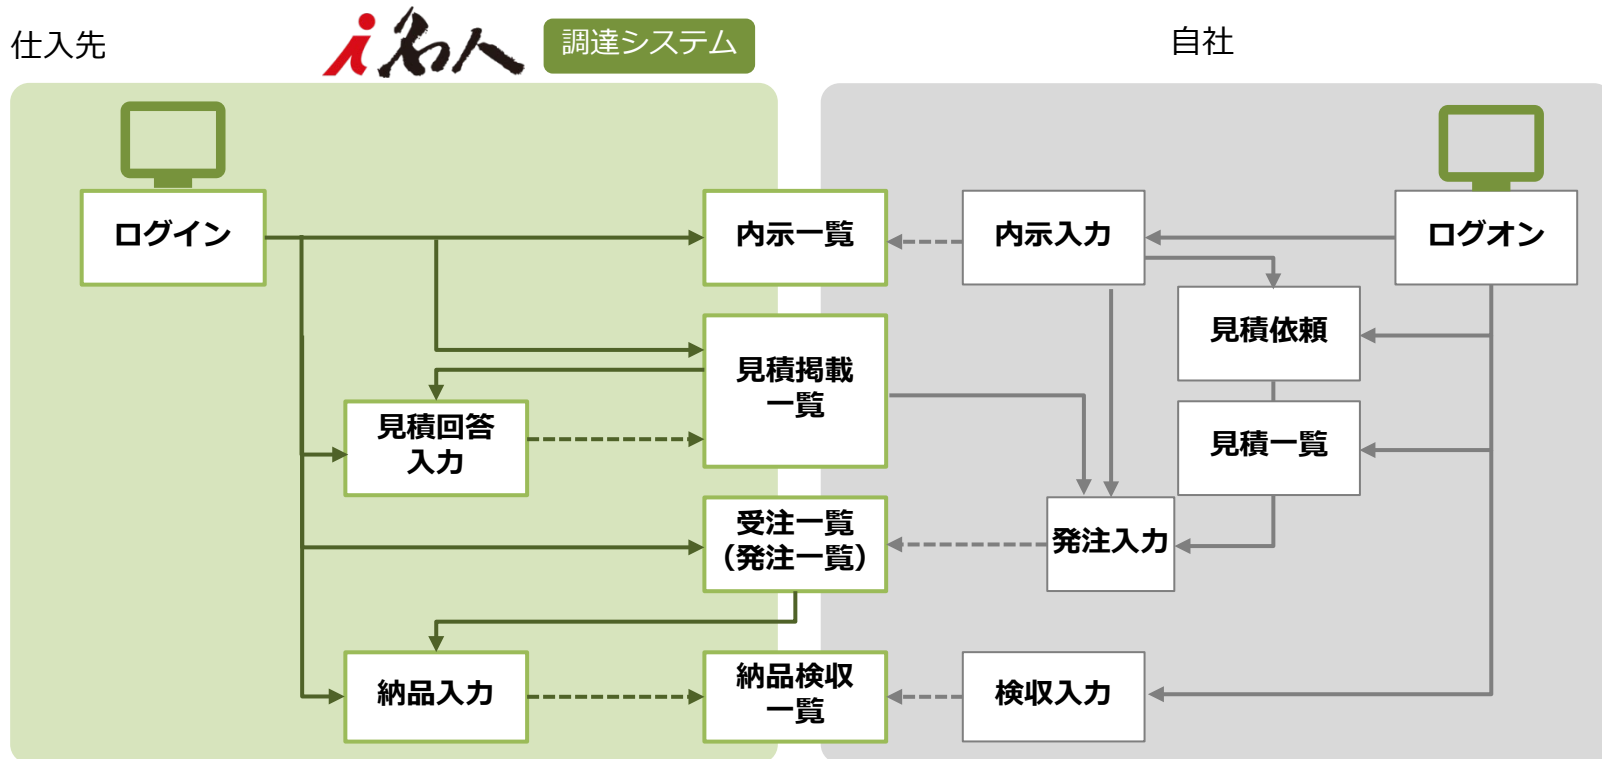 仕入先
i名人
調達システム
自社
ログイン
内示一覧
内示入力
ログオン
見積依頼
見積掲載
一覧
見積回答
入力
見積一覧
受注一覧
（発注一覧）
発注入力
納品入力
納品検収
一覧
検収入力